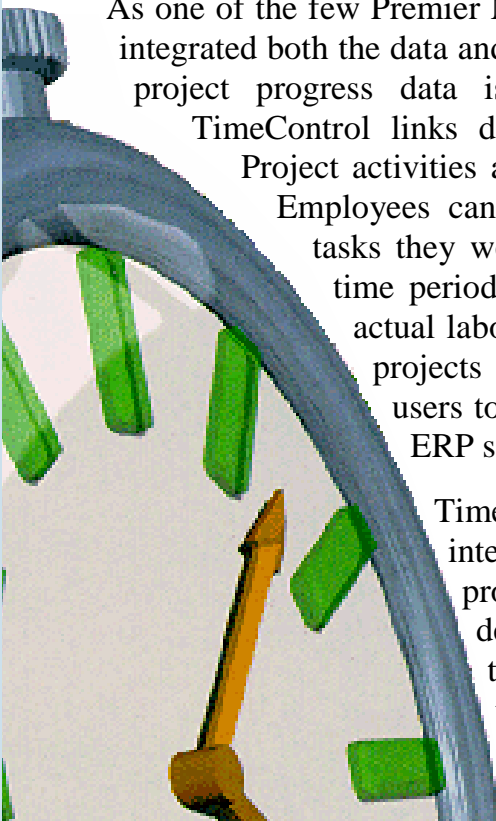 As one of the few Premier
integrated both the data and
project progress data is
TimeControl links d
Project activities a
Employees can
tasks they w
time period
actual labo
projects
users to
ERP s
Time
inte
pro
de
t